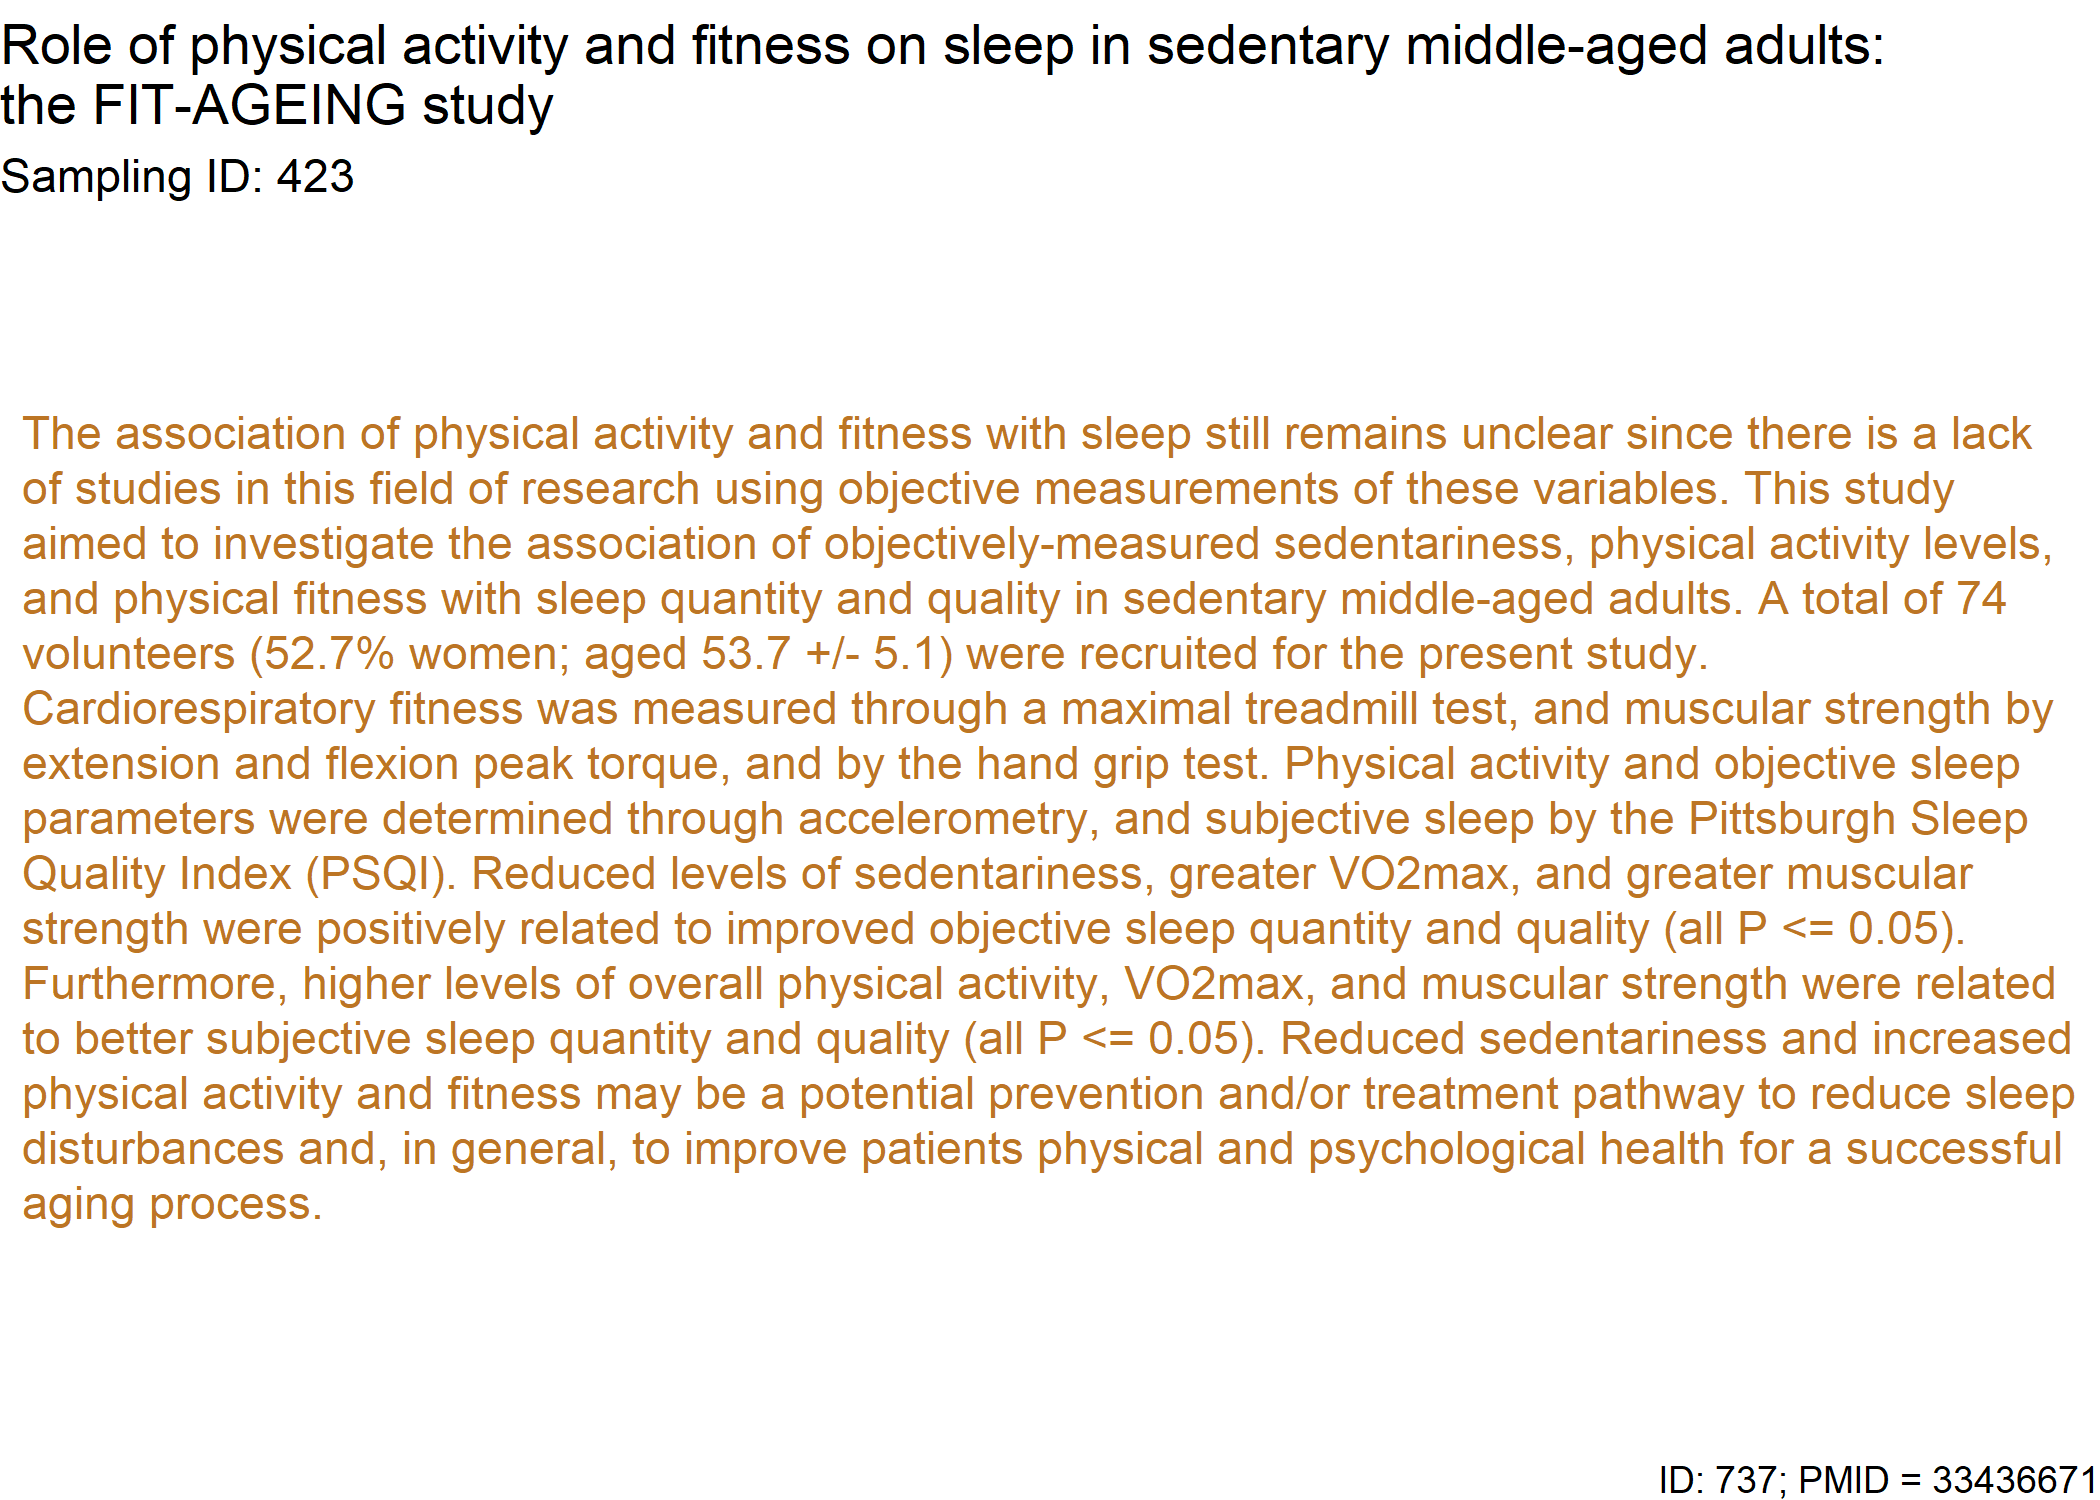 Role of physical activity and fitness on sleep in sedentary middle-aged adults:
the FIT-AGEING study
Sampling ID: 423
The association of physical activity and fitness with sleep still remains unclear since there is a lack
of studies in this field of research using objective measurements of these variables. This study
aimed to investigate the association of objectively-measured sedentariness, physical activity levels,
and physical fitness with sleep quantity and quality in sedentary middle-aged adults. A total of 74
volunteers (52.7% women; aged 53.7 +/- 5.1) were recruited for the present study.
Cardiorespiratory fitness was measured through a maximal treadmill test, and muscular strength by
extension and flexion peak torque, and by the hand grip test. Physical activity and objective sleep
parameters were determined through accelerometry, and subjective sleep by the Pittsburgh Sleep
Quality Index (PSQI). Reduced levels of sedentariness, greater VO2max, and greater muscular
strength were positively related to improved objective sleep quantity and quality (all P <= 0.05).
Furthermore, higher levels of overall physical activity, VO2max, and muscular strength were related
to better subjective sleep quantity and quality (all P <= 0.05). Reduced sedentariness and increased
physical activity and fitness may be a potential prevention and/or treatment pathway to reduce sleep
disturbances and, in general, to improve patients physical and psychological health for a successful
aging process.
ID: 737; PMID = 33436671